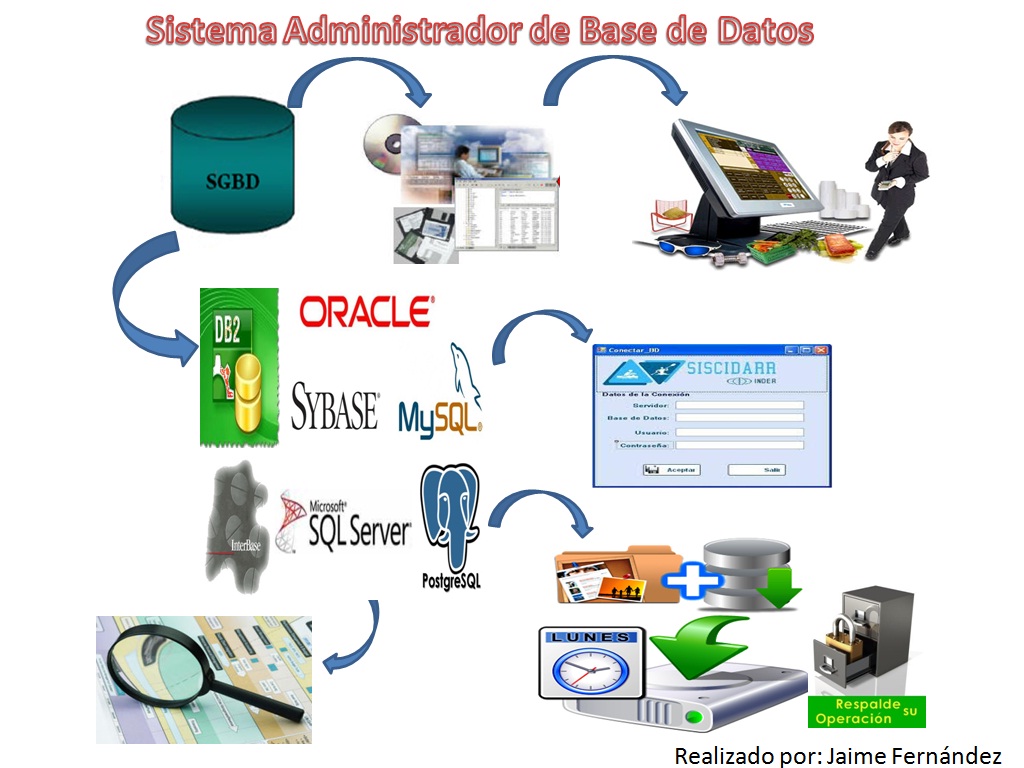 Sistema Administrador de Base de Datos
SGBD
DB2
ORACLE®
SYBASE®
MySQL®
Conectar_BD
SISCIDARR
INDER
Datos de la Conexión
Servidor:
Base de Datos:
Usuario:
Contraseña:
Aceptar
Salir
InterBase
Microsoft®
SQL Server®
PostgreSQL
LUNES
Respalde su
Operación
Realizado por: Jaime Fernández